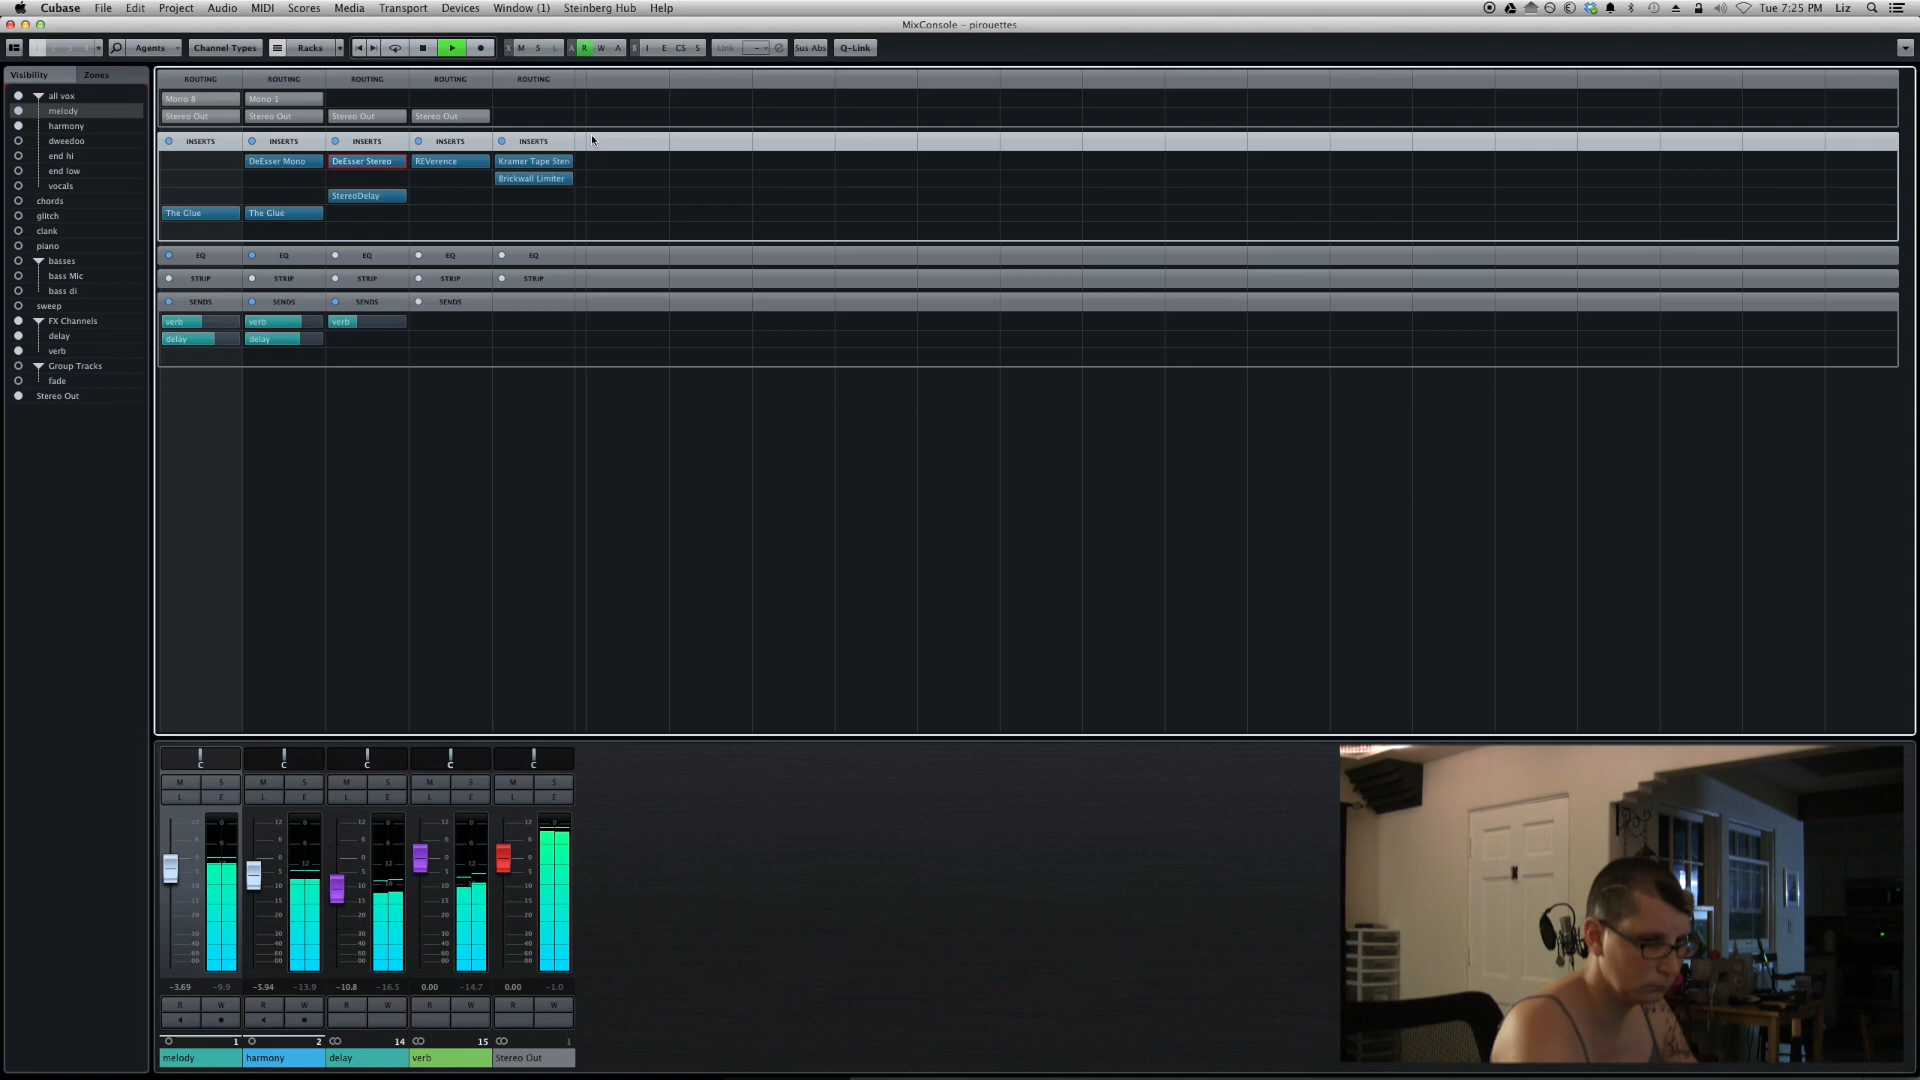 Cubase File Edit Project Audio MIDI Scores Media Transport Devices Window (1) Steinberg Hub Help Tue 7:25 PM Liz
MixConsole – pirouettes
Agents Channel Types Racks X M S L A R W A B I E CS S Link Sus Abs Q-Link
Visibility Zones
all vox
melody
harmony
dweedoo
end hi
end low
vocals
chords
glitch
clank
piano
basses
bass Mic
bass di
sweep
FX Channels
delay
verb
Group Tracks
fade
Stereo Out
ROUTING ROUTING ROUTING ROUTING ROUTING
Mono 8 Mono 1
Stereo Out Stereo Out Stereo Out Stereo Out
INSERTS INSERTS INSERTS INSERTS INSERTS
DeEsser Mono DeEsser Stereo REVerence Kramer Tape Sten
Brickwall Limiter
StereoDelay
The Glue The Glue
EQ EQ EQ EQ EQ
STRIP STRIP STRIP STRIP STRIP
SENDS SENDS SENDS SENDS
verb verb verb
delay delay
C C C C C
M S M S M S M S M S
L E L E L E L E L E
-3.69 -9.9 -5.94 -13.9 -10.8 -16.5 0.00 -14.7 0.00 -1.0
R W R W R W R W R W
1 2 14 15 1
melody harmony delay verb Stereo Out